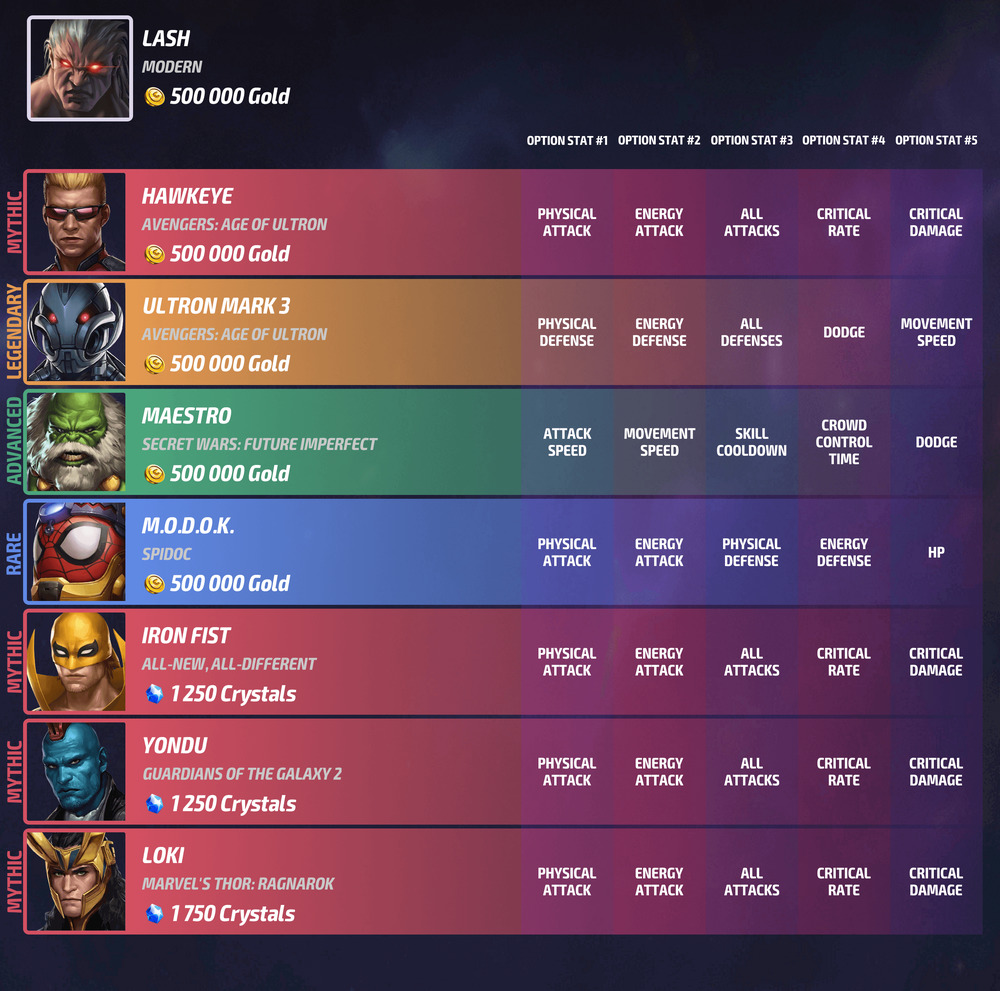 LASH
MODERN
500 000 Gold
OPTION STAT #1 OPTION STAT #2 OPTION STAT #3 OPTION STAT #4 OPTION STAT #5
MYTHIC
HAWKEYE
AVENGERS: AGE OF ULTRON
500 000 Gold
PHYSICAL
ATTACK
ENERGY
ATTACK
ALL
ATTACKS
CRITICAL
RATE
CRITICAL
DAMAGE
LEGENDARY
ULTRON MARK 3
AVENGERS: AGE OF ULTRON
500 000 Gold
PHYSICAL
DEFENSE
ENERGY
DEFENSE
ALL
DEFENSES
DODGE
MOVEMENT
SPEED
ADVANCED
MAESTRO
SECRET WARS: FUTURE IMPERFECT
500 000 Gold
ATTACK
SPEED
MOVEMENT
SPEED
SKILL
COOLDOWN
CROWD
CONTROL
TIME
DODGE
RARE
M.O.D.O.K.
SPIDOC
500 000 Gold
PHYSICAL
ATTACK
ENERGY
ATTACK
PHYSICAL
DEFENSE
ENERGY
DEFENSE
HP
MYTHIC
IRON FIST
ALL-NEW, ALL-DIFFERENT
1 250 Crystals
PHYSICAL
ATTACK
ENERGY
ATTACK
ALL
ATTACKS
CRITICAL
RATE
CRITICAL
DAMAGE
MYTHIC
YONDU
GUARDIANS OF THE GALAXY 2
1 250 Crystals
PHYSICAL
ATTACK
ENERGY
ATTACK
ALL
ATTACKS
CRITICAL
RATE
CRITICAL
DAMAGE
MYTHIC
LOKI
MARVEL'S THOR: RAGNAROK
1 750 Crystals
PHYSICAL
ATTACK
ENERGY
ATTACK
ALL
ATTACKS
CRITICAL
RATE
CRITICAL
DAMAGE